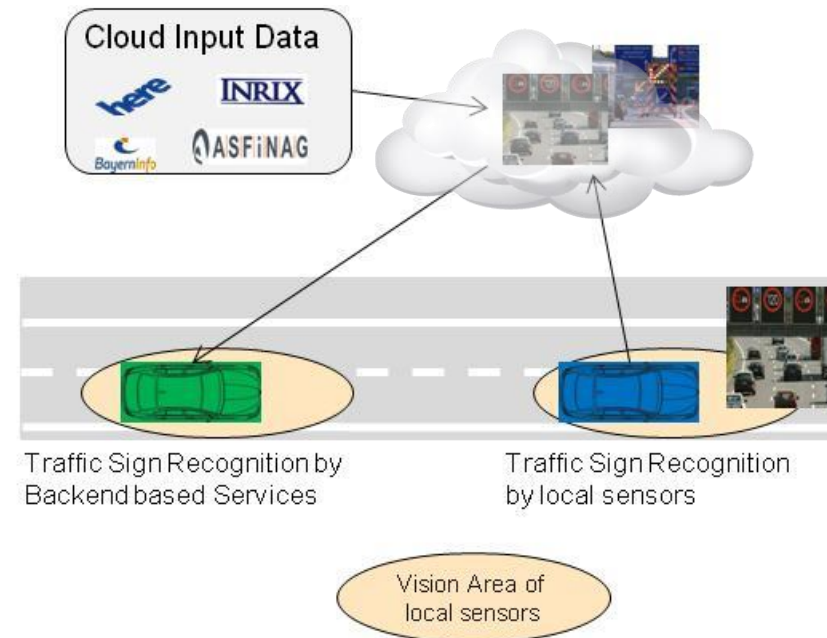 Cloud Input Data
here
INRIX
BayernInfo
ASFiNAG
Traffic Sign Recognition by
Backend based Services
Traffic Sign Recognition
by local sensors
Vision Area of
local sensors